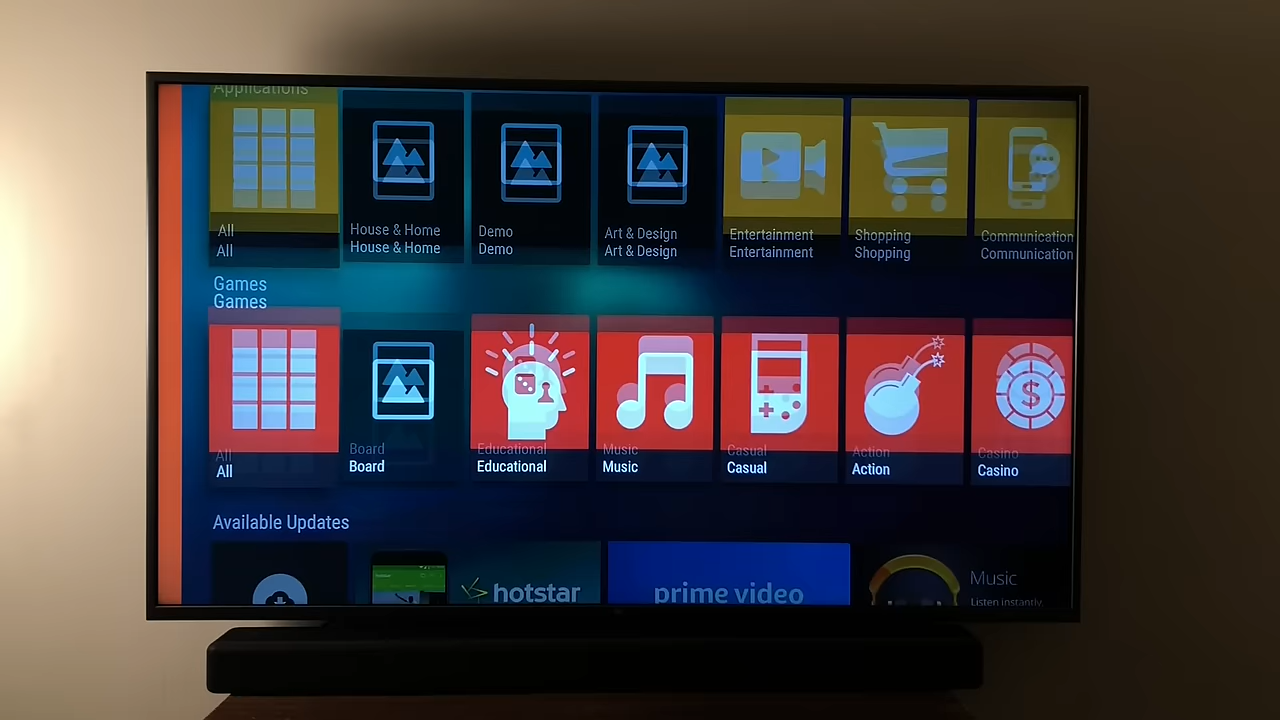 Applications
All
All
House & Home
House & Home
Demo
Demo
Art & Design
Art & Design
Entertainment
Entertainment
Shopping
Shopping
Communication
Communication
Games
Games
All
All
Board
Board
Educational
Educational
Music
Music
Casual
Casual
Action
Action
$
Casino
Casino
Available Updates
hotstar
prime video
Music
Listen instantly.